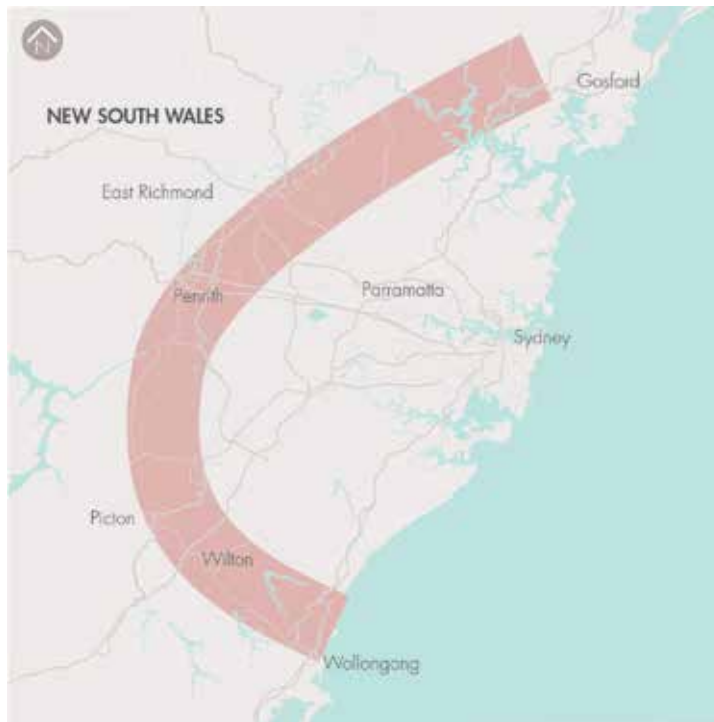 N
Gosford
NEW SOUTH WALES
East Richmond
Penrith
Parramatta
Sydney
Picton
Wilton
Wollongong